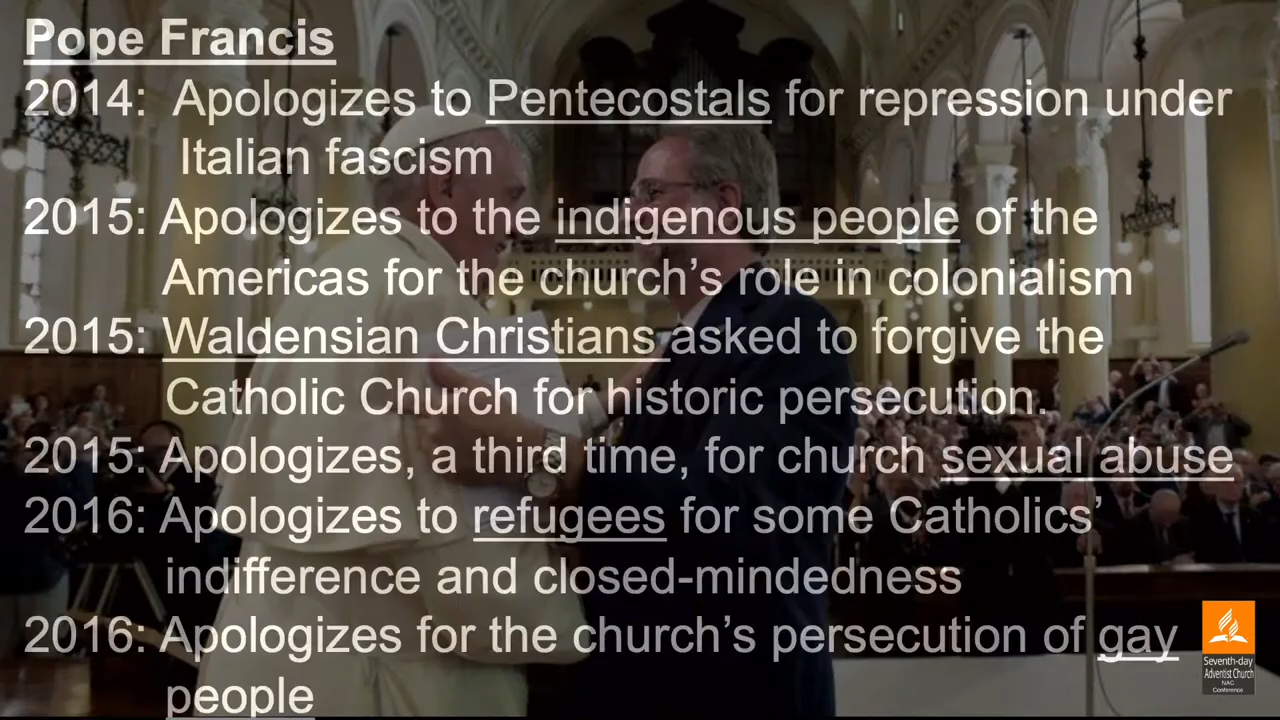 Pope Francis
2014: Apologizes to Pentecostals for repression under
Italian fascism
2015: Apologizes to the indigenous people of the
Americas for the church’s role in colonialism
2015: Waldensian Christians asked to forgive the
Catholic Church for historic persecution.
2015: Apologizes, a third time, for church sexual abuse
2016: Apologizes to refugees for some Catholics’
indifference and closed-mindedness
2016: Apologizes for the church’s persecution of gay
people
Seventh-day
Adventist Church
NAC
Conference